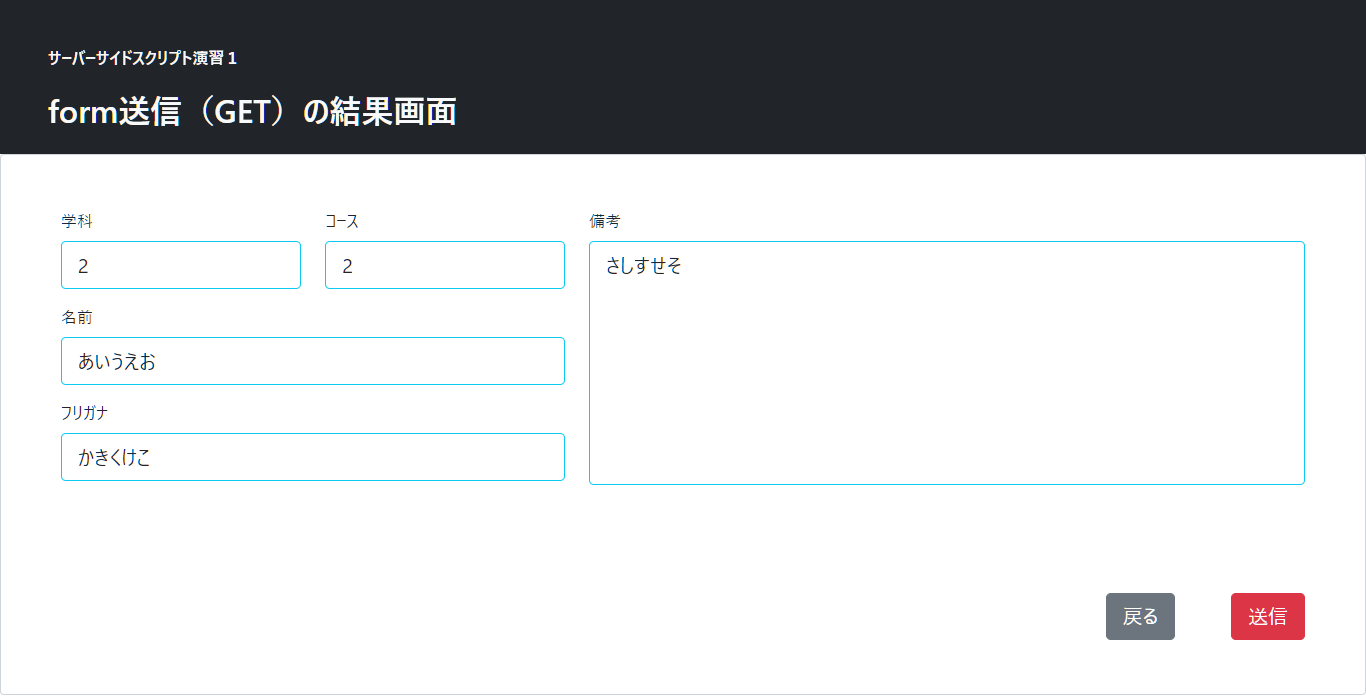 サーバーサイドスクリプト演習１
form送信（GET）の結果画面
学科
2
コース
2
名前
あいうえお
フリガナ
かきくけこ
備考
さしすせそ
戻る
送信